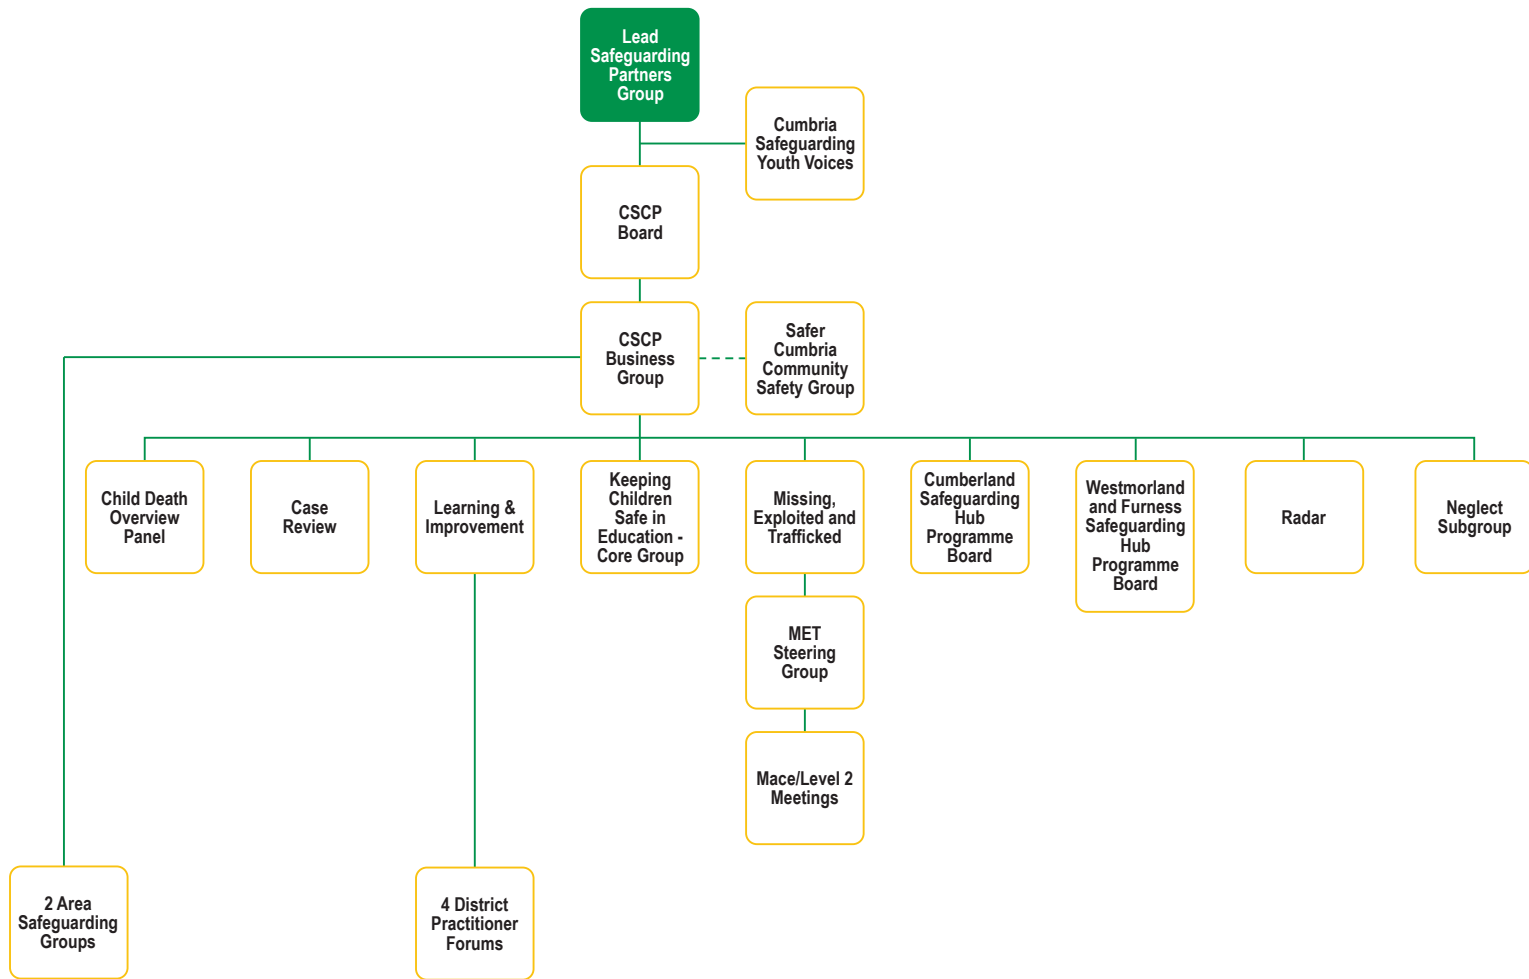 Lead
Safeguarding
Partners
Group
Cumbria
Safeguarding
Youth Voices
CSCP
Board
CSCP
Business
Group
Safer
Cumbria
Community
Safety Group
Child Death
Overview
Panel
Case
Review
Learning &
Improvement
Keeping
Children
Safe in
Education -
Core Group
Missing,
Exploited and
Trafficked
Cumberland
Safeguarding
Hub
Programme
Board
Westmorland
and Furness
Safeguarding
Hub
Programme
Board
Radar
Neglect
Subgroup
MET
Steering
Group
Mace/Level 2
Meetings
2 Area
Safeguarding
Groups
4 District
Practitioner
Forums